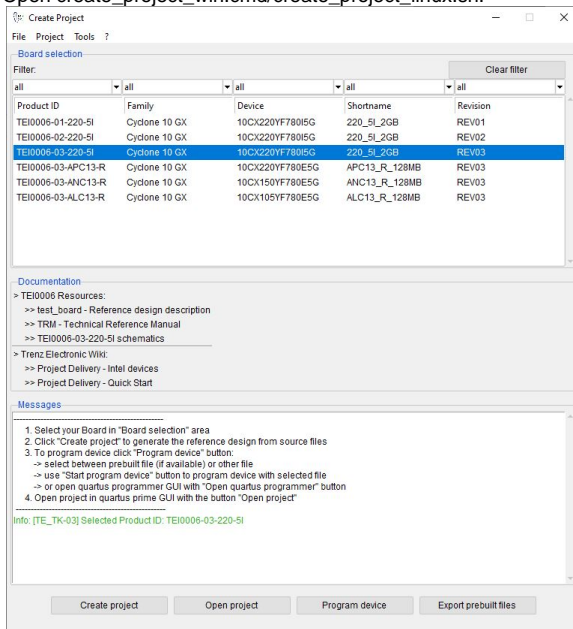 Open create_project_win.cmd/create_project_linux.sh:
Create Project
File Project Tools ?
Board selection
Filter:
Clear filter
all all all all all
Product ID Family Device Shortname Revision
TEI0006-01-220-5I Cyclone 10 GX 10CX220YF780I5G 220_5I_2GB REV01
TEI0006-02-220-5I Cyclone 10 GX 10CX220YF780I5G 220_5I_2GB REV02
TEI0006-03-220-5I Cyclone 10 GX 10CX220YF780I5G 220_5I_2GB REV03
TEI0006-03-APC13-R Cyclone 10 GX 10CX220YF780E5G APC13_R_128MB REV03
TEI0006-03-ANC13-R Cyclone 10 GX 10CX150YF780E5G ANC13_R_128MB REV03
TEI0006-03-ALC13-R Cyclone 10 GX 10CX105YF780E5G ALC13_R_128MB REV03
Documentation
> TEI0006 Resources:
>> test_board - Reference design description
>> TRM - Technical Reference Manual
>> TEI0006-03-220-5I schematics
> Trenz Electronic Wiki:
>> Project Delivery - Intel devices
>> Project Delivery - Quick Start
Messages
1. Select your Board in "Board selection" area
2. Click "Create project" to generate the reference design from source files
3. To program device click "Program device" button:
-> select between prebuilt file (if available) or other file
-> use "Start program device" button to program device with selected file
-> or open quartus programmer GUI with "Open quartus programmer" button
4. Open project in quartus prime GUI with the button "Open project"
Info: [TE_TK-03] Selected Product ID: TEI0006-03-220-5I
Create project Open project Program device Export prebuilt files